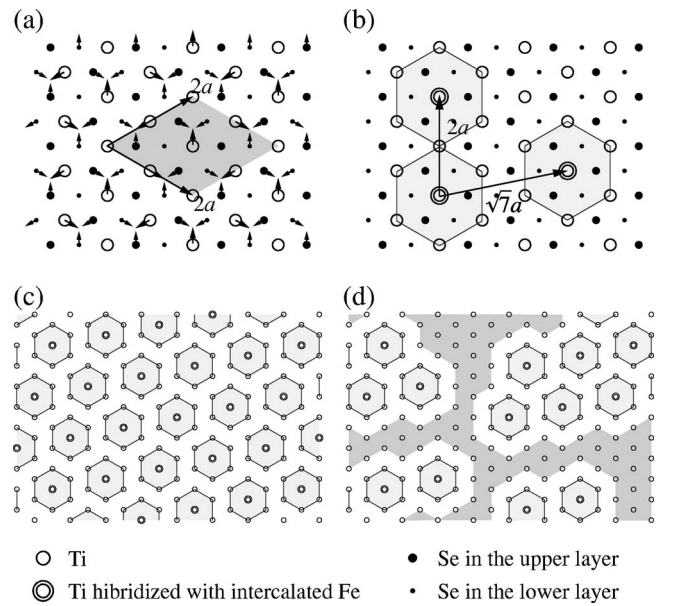 (a)
(b)
2a
2a
2a
√7a
(c)
(d)
Ti
Se in the upper layer
Ti hibridized with intercalated Fe
Se in the lower layer